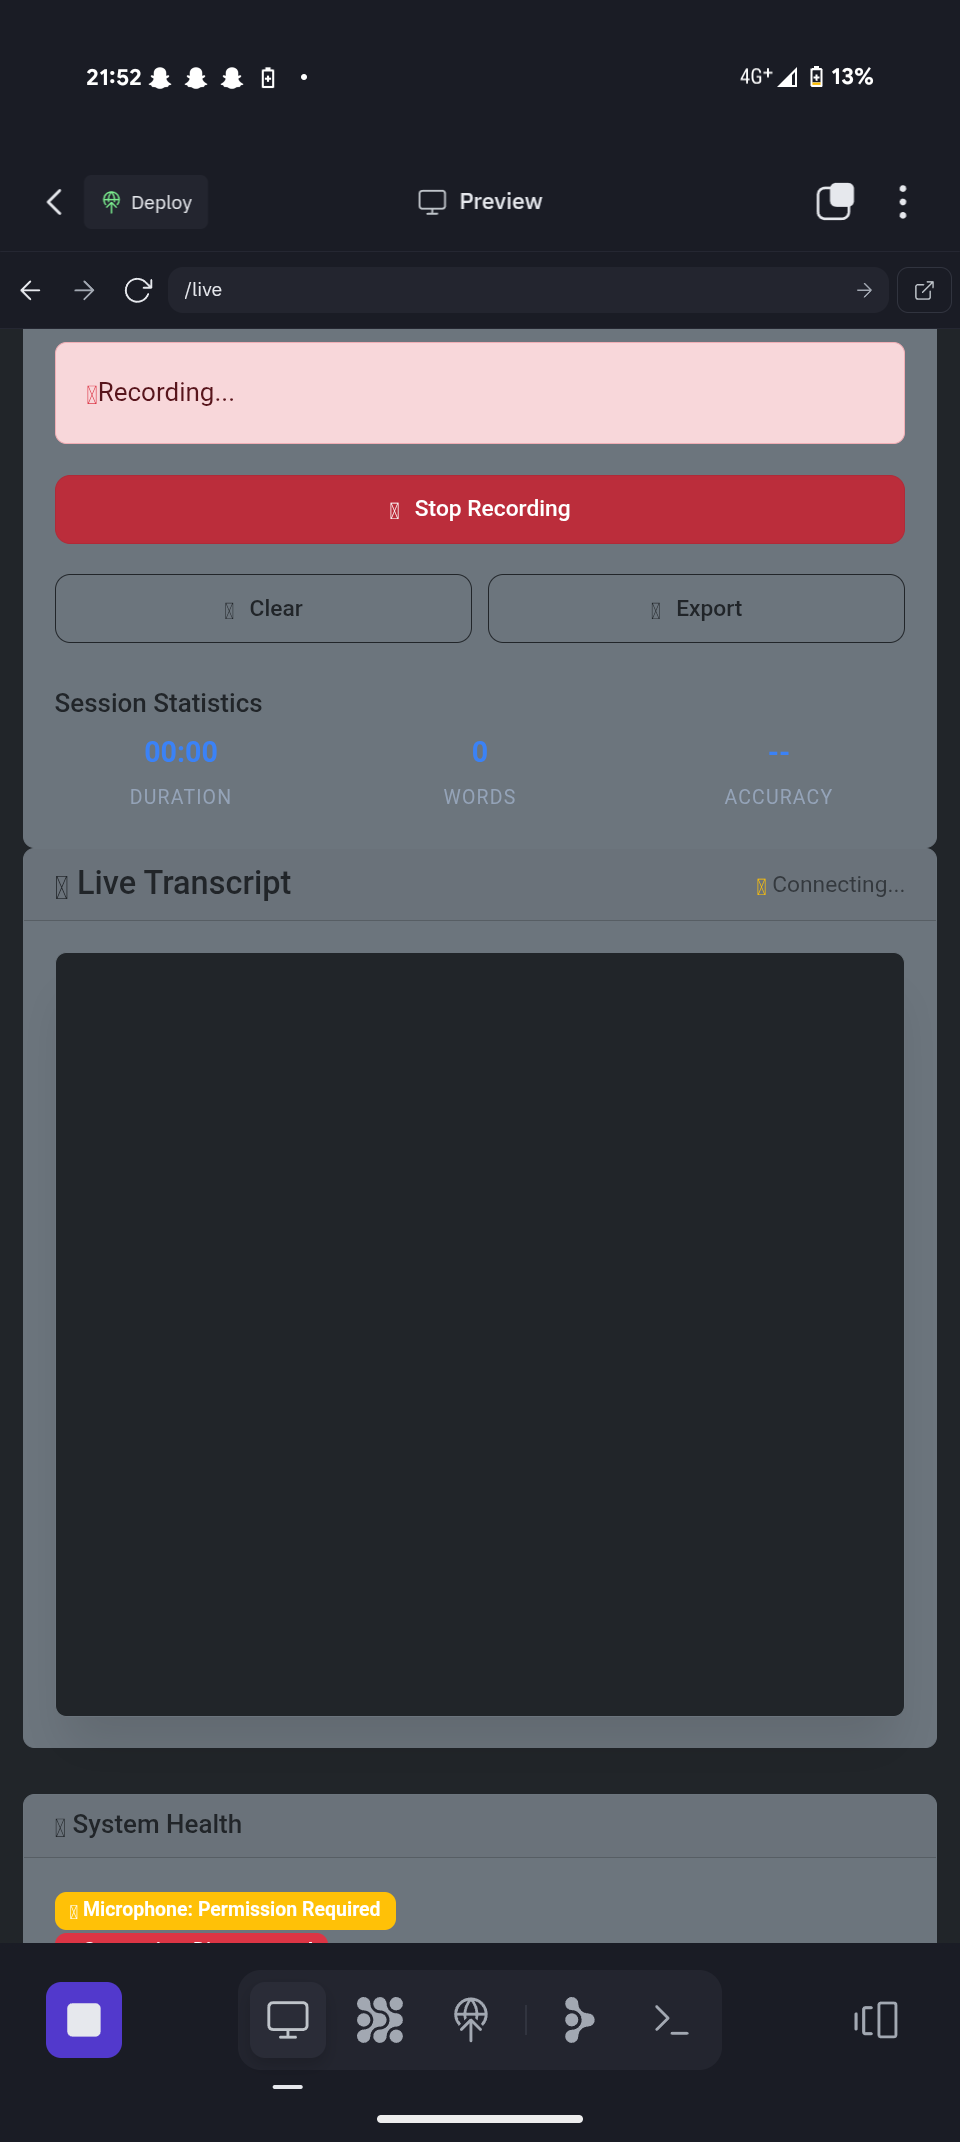 21:52
4G+ 13%
Deploy
Preview
/live
Recording...
Stop Recording
Clear
Export
Session Statistics
00:00
0
--
DURATION
WORDS
ACCURACY
Live Transcript
Connecting...
System Health
Microphone: Permission Required